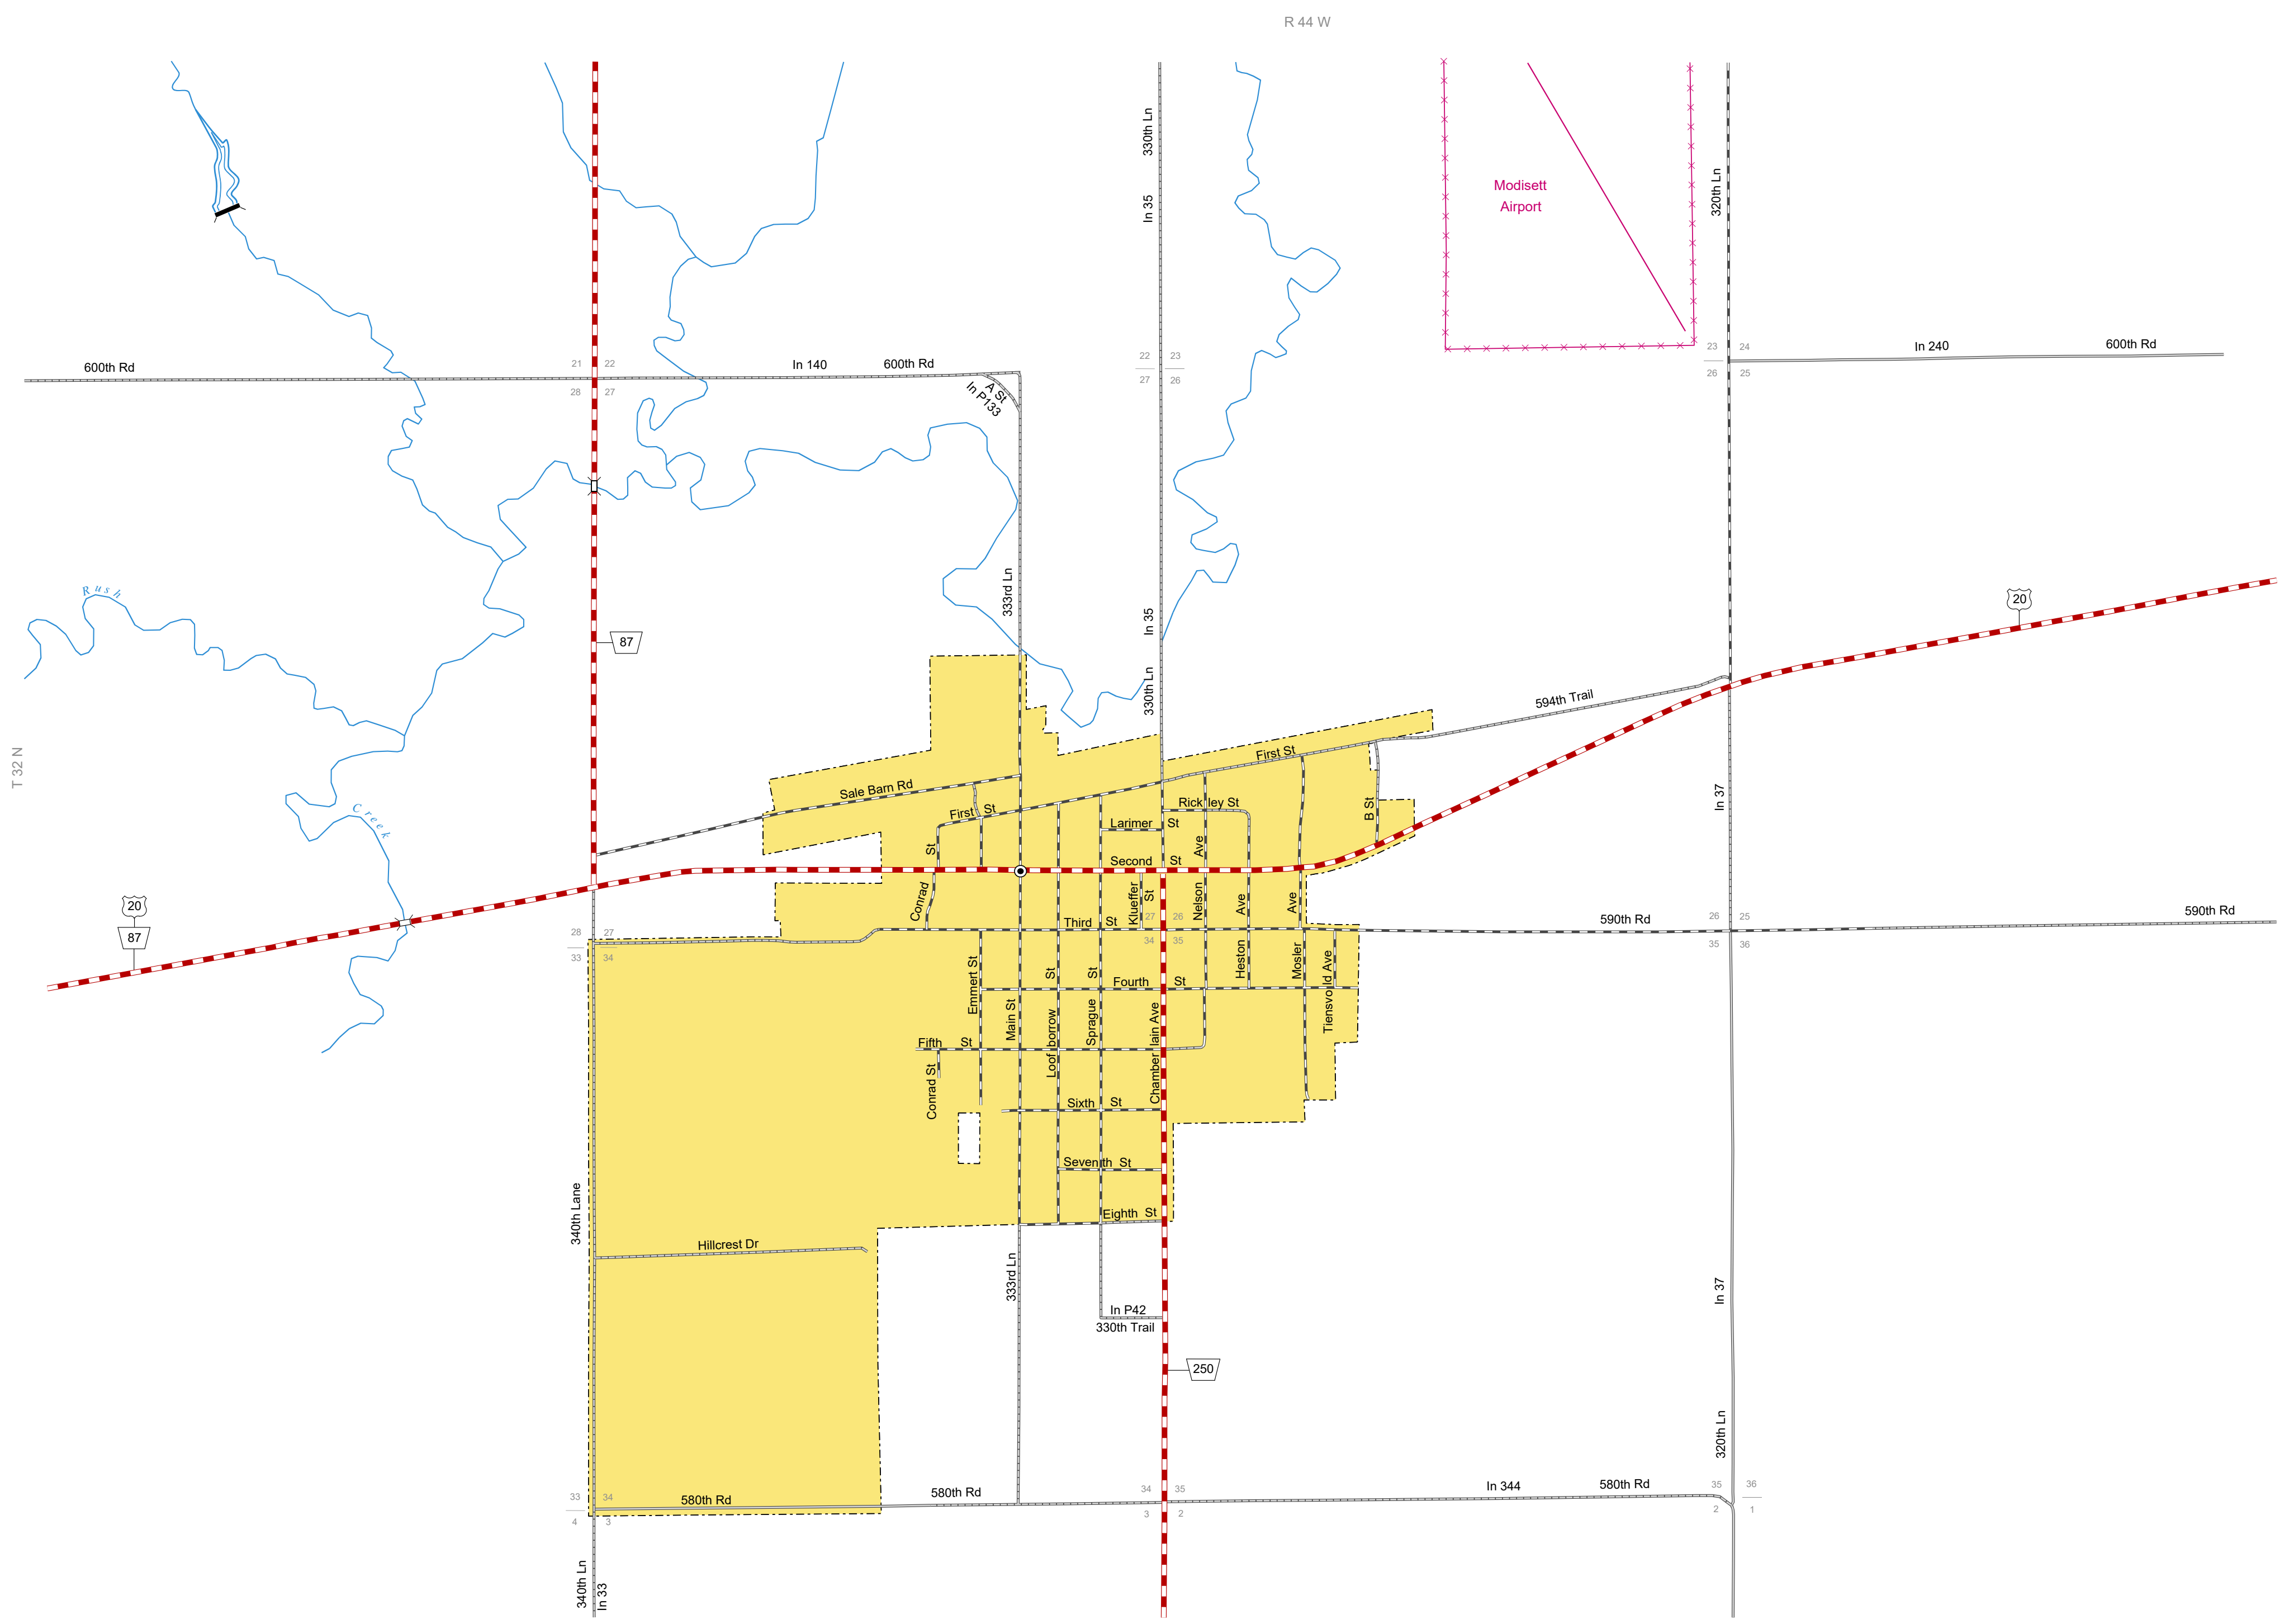 R 44 W
330th Ln
In 35
Modisett
Airport
320th Ln
600th Rd
21 22
28 27
In 140
600th Rd
A St
In P133
22 23
27 26
23 24
26 25
In 240
600th Rd
Rush
333rd Ln
In 35
330th Ln
87
20
594th Trail
T 32 N
Creek
Sale Barn Rd
First St
First St
Rick ley St
Larimer St
B St
In 37
St
Ave
Second St
20
87
Conrad
Klueffer
St
Nelson
Ave
Ave
Third St
27 26
34 35
590th Rd
26 25
35 36
590th Rd
28 27
33 34
Emmert St
St
St
Heston
Mosler
Tiensvold Ave
Fourth St
Main St
Loof borrow
Sprague
Chamber lain Ave
Fifth St
Conrad St
Sixth St
Seventh St
340th Lane
Eighth St
Hillcrest Dr
333rd Ln
In P42
330th Trail
In 37
250
320th Ln
33 34
4 3
580th Rd
580th Rd
34 35
3 2
In 344
580th Rd
35 36
2 1
340th Ln
In 33